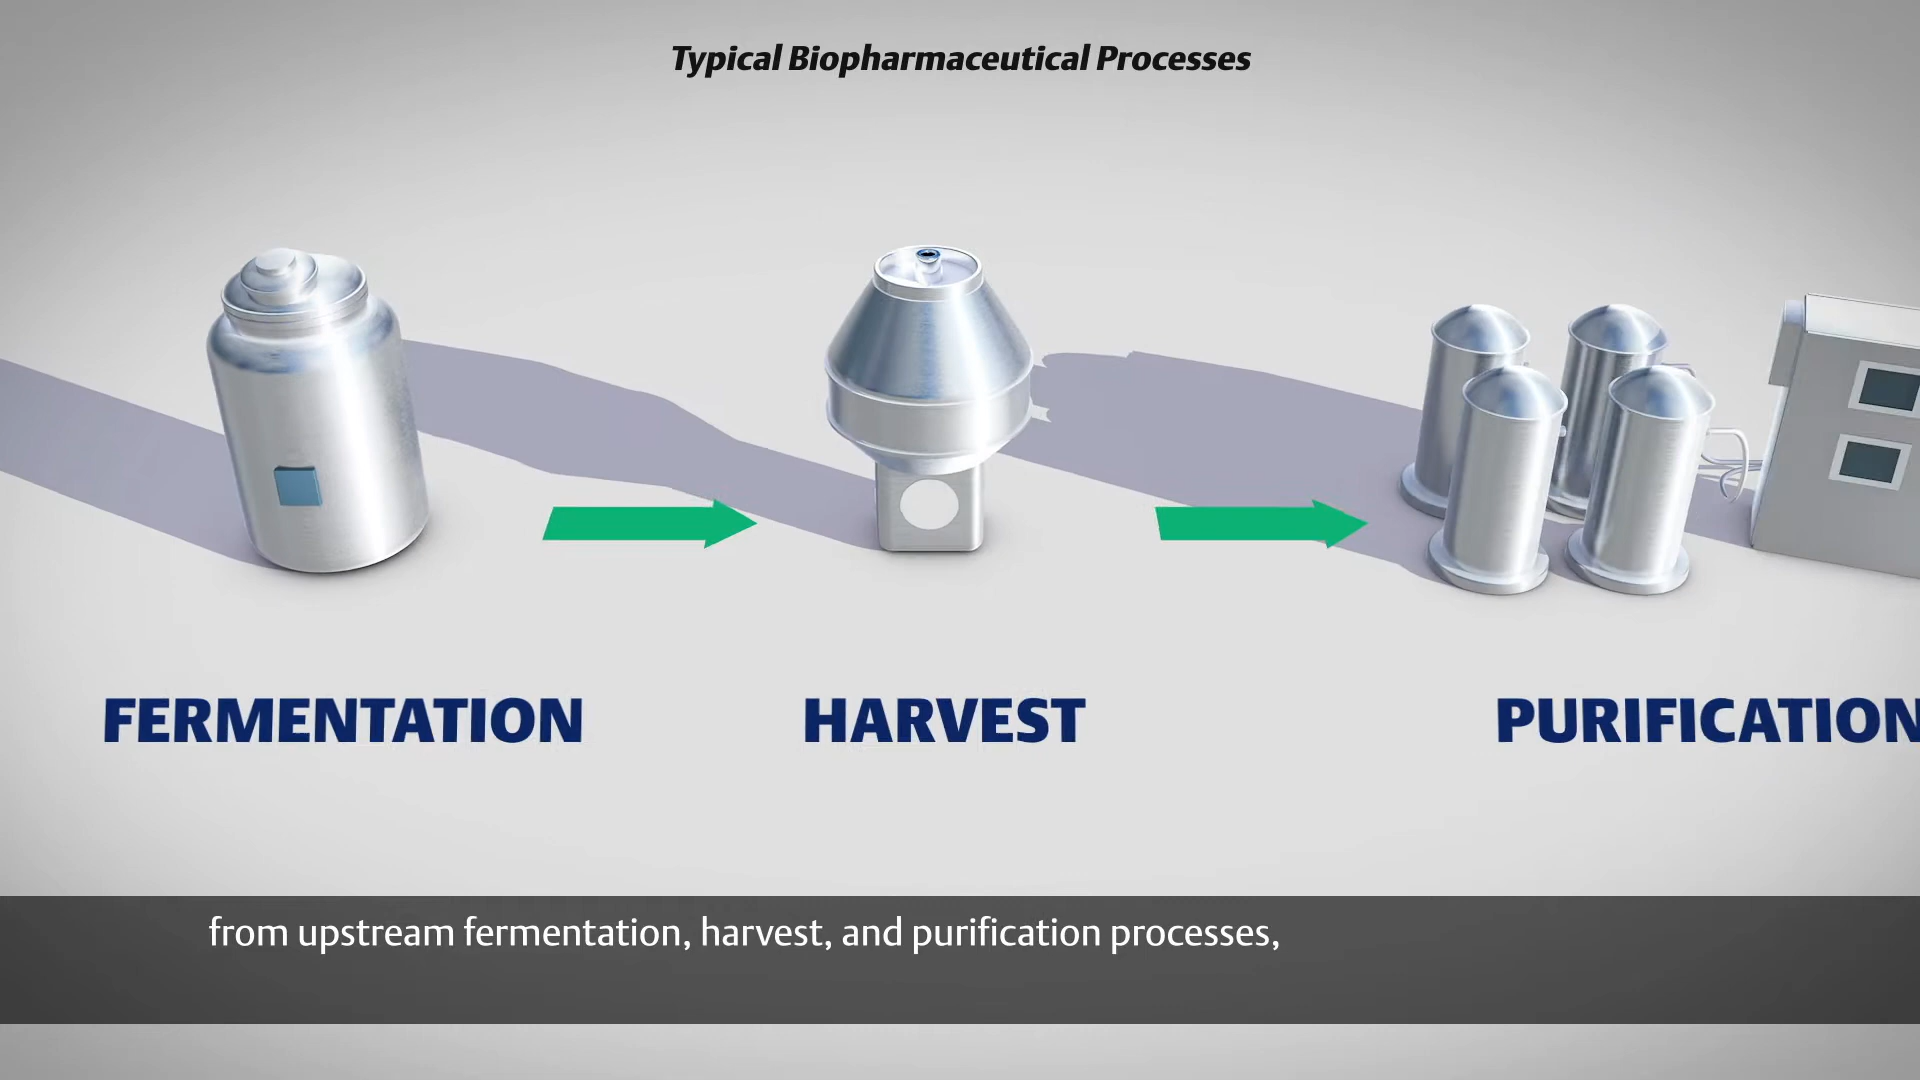 Typical Biopharmaceutical Processes
FERMENTATION
HARVEST
PURIFICATION
from upstream fermentation, harvest, and purification processes,